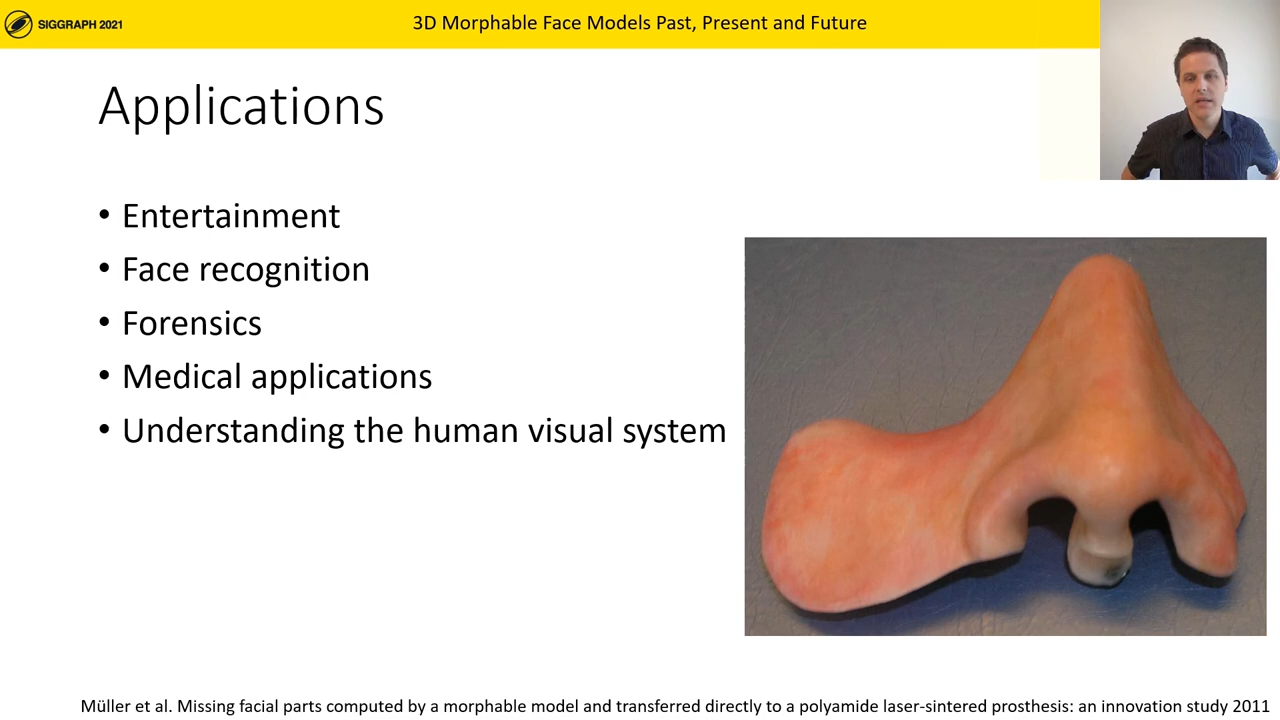 SIGGRAPH 2021
3D Morphable Face Models Past, Present and Future
Applications
• Entertainment
• Face recognition
• Forensics
• Medical applications
• Understanding the human visual system
Müller et al. Missing facial parts computed by a morphable model and transferred directly to a polyamide laser-sintered prosthesis: an innovation study 2011